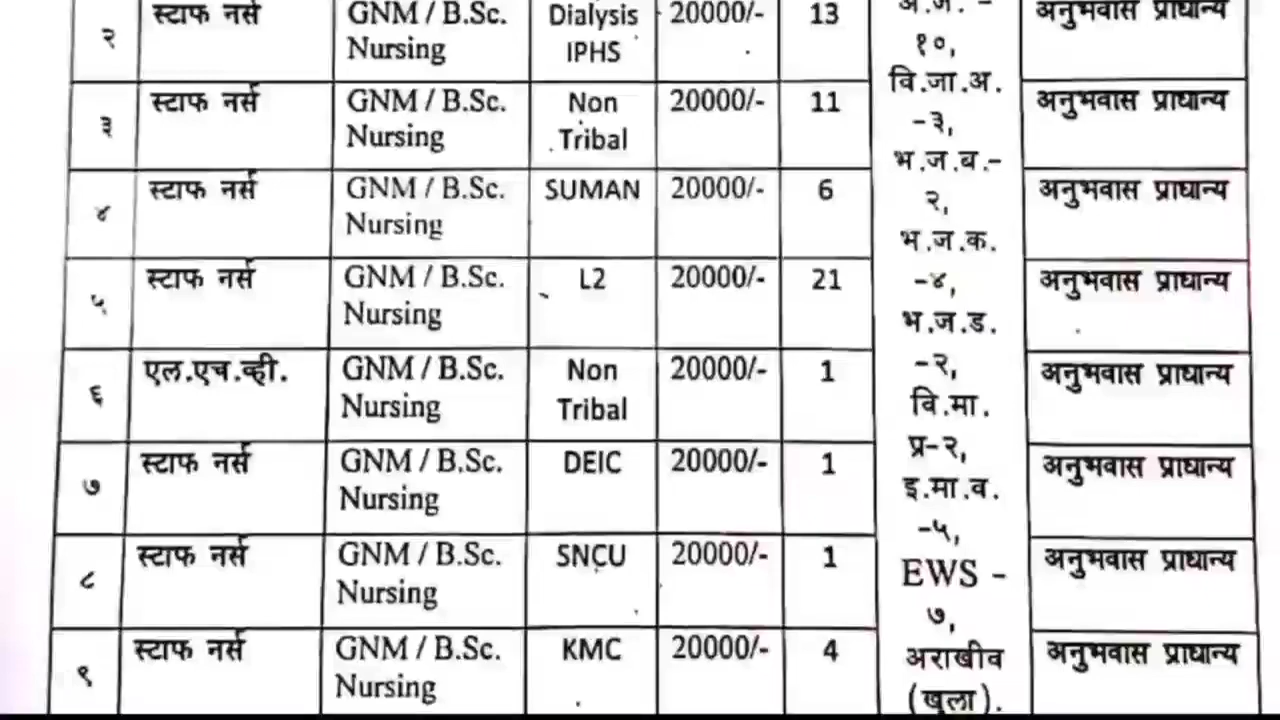 २ स्टाफ नर्स GNM / B.Sc. Dialysis 20000/- 13 अ.ज. - अनुभवास प्राधान्य
Nursing IPHS १०,
वि.जा.अ.
३ स्टाफ नर्स GNM / B.Sc. Non 20000/- 11 -३, अनुभवास प्राधान्य
Nursing Tribal भ.ज.ब.-
४ स्टाफ नर्स GNM / B.Sc. SUMAN 20000/- 6 २, अनुभवास प्राधान्य
Nursing भ.ज.क.
५ स्टाफ नर्स GNM / B.Sc. L2 20000/- 21 -४, अनुभवास प्राधान्य
Nursing भ.ज.ड.
६ एल.एच.व्ही. GNM / B.Sc. Non 20000/- 1 -२, अनुभवास प्राधान्य
Nursing Tribal वि.मा.
७ स्टाफ नर्स GNM / B.Sc. DEIC 20000/- 1 प्र-२, अनुभवास प्राधान्य
Nursing इ.मा.व.
-५,
८ स्टाफ नर्स GNM / B.Sc. SNCU 20000/- 1 EWS - अनुभवास प्राधान्य
Nursing ७,
९ स्टाफ नर्स GNM / B.Sc. KMC 20000/- 4 अराखीव अनुभवास प्राधान्य
Nursing (खुला).